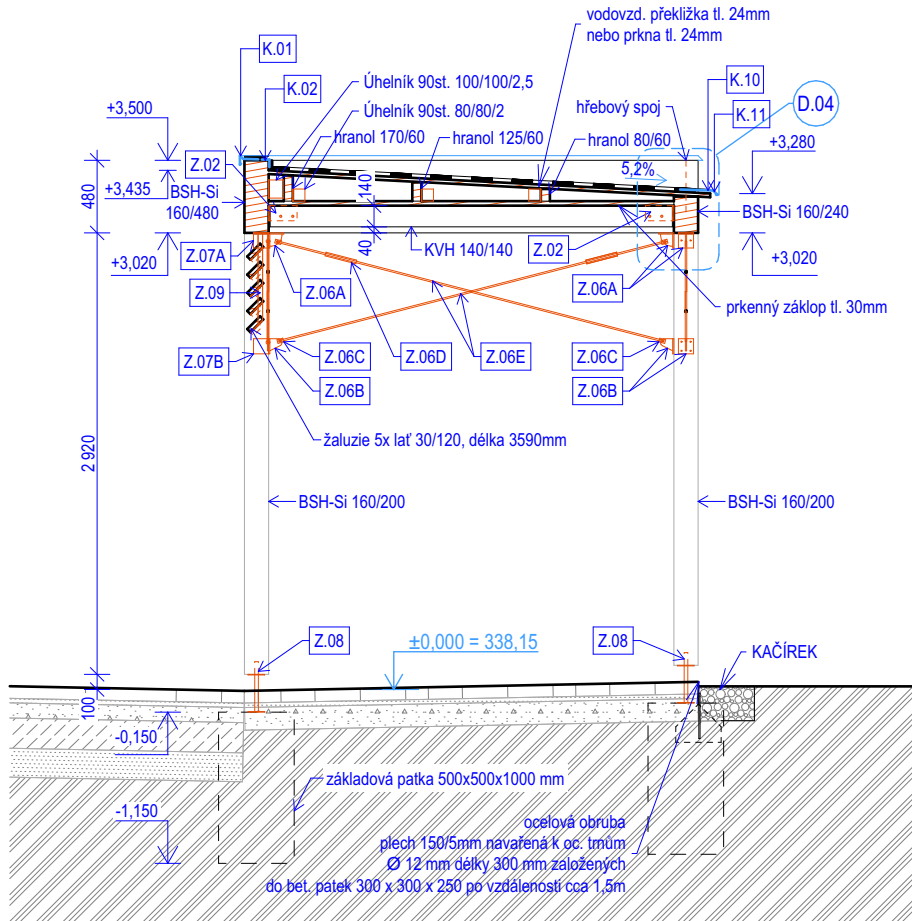 vodovzd. překližka tl. 24mm
nebo prkna tl. 24mm
K.01
K.02
Úhelník 90st. 100/100/2,5
Úhelník 90st. 80/80/2
hranol 170/60
hranol 125/60
hranol 80/60
hřebový spoj
K.10
K.11
D.04
+3,500
+3,280
5,2%
Z.02
480
+3,435
BSH-Si
160/480
140
BSH-Si 160/240
KVH 140/140
40
Z.02
+3,020
+3,020
Z.07A
Z.06A
Z.06A
Z.09
prkenný záklop tl. 30mm
Z.07B
Z.06C
Z.06D
Z.06E
Z.06C
Z.06B
Z.06B
žaluzie 5x lať 30/120, délka 3590mm
2 920
BSH-Si 160/200
BSH-Si 160/200
Z.08
±0,000 = 338,15
Z.08
KAČÍREK
100
-0,150
základová patka 500x500x1000 mm
-1,150
ocelová obruba
plech 150/5mm navařená k oc. trnům
Ø 12 mm délky 300 mm založených
do bet. patek 300 x 300 x 250 po vzdálenosti cca 1,5m